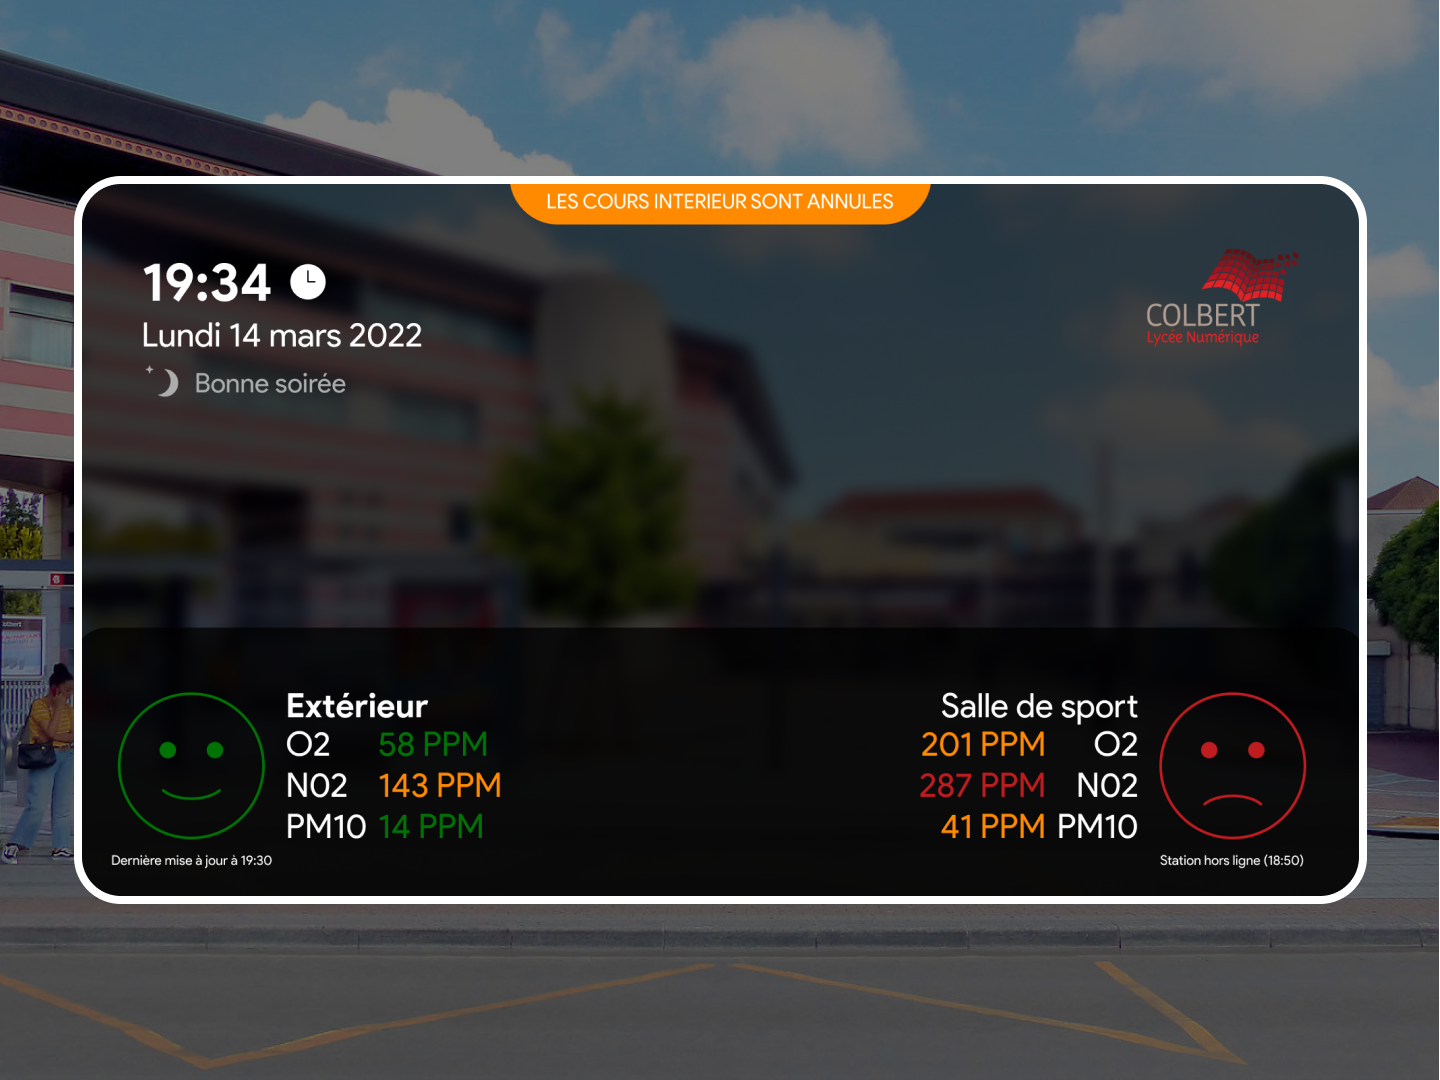 LES COURS INTERIEUR SONT ANNULES
19:34
Lundi 14 mars 2022
Bonne soirée
COLBERT
Lycée Numérique
Extérieur
O2 58 PPM
N02 143 PPM
PM10 14 PPM
Dernière mise à jour à 19:30
Salle de sport
201 PPM O2
287 PPM N02
41 PPM PM10
Station hors ligne (18:50)